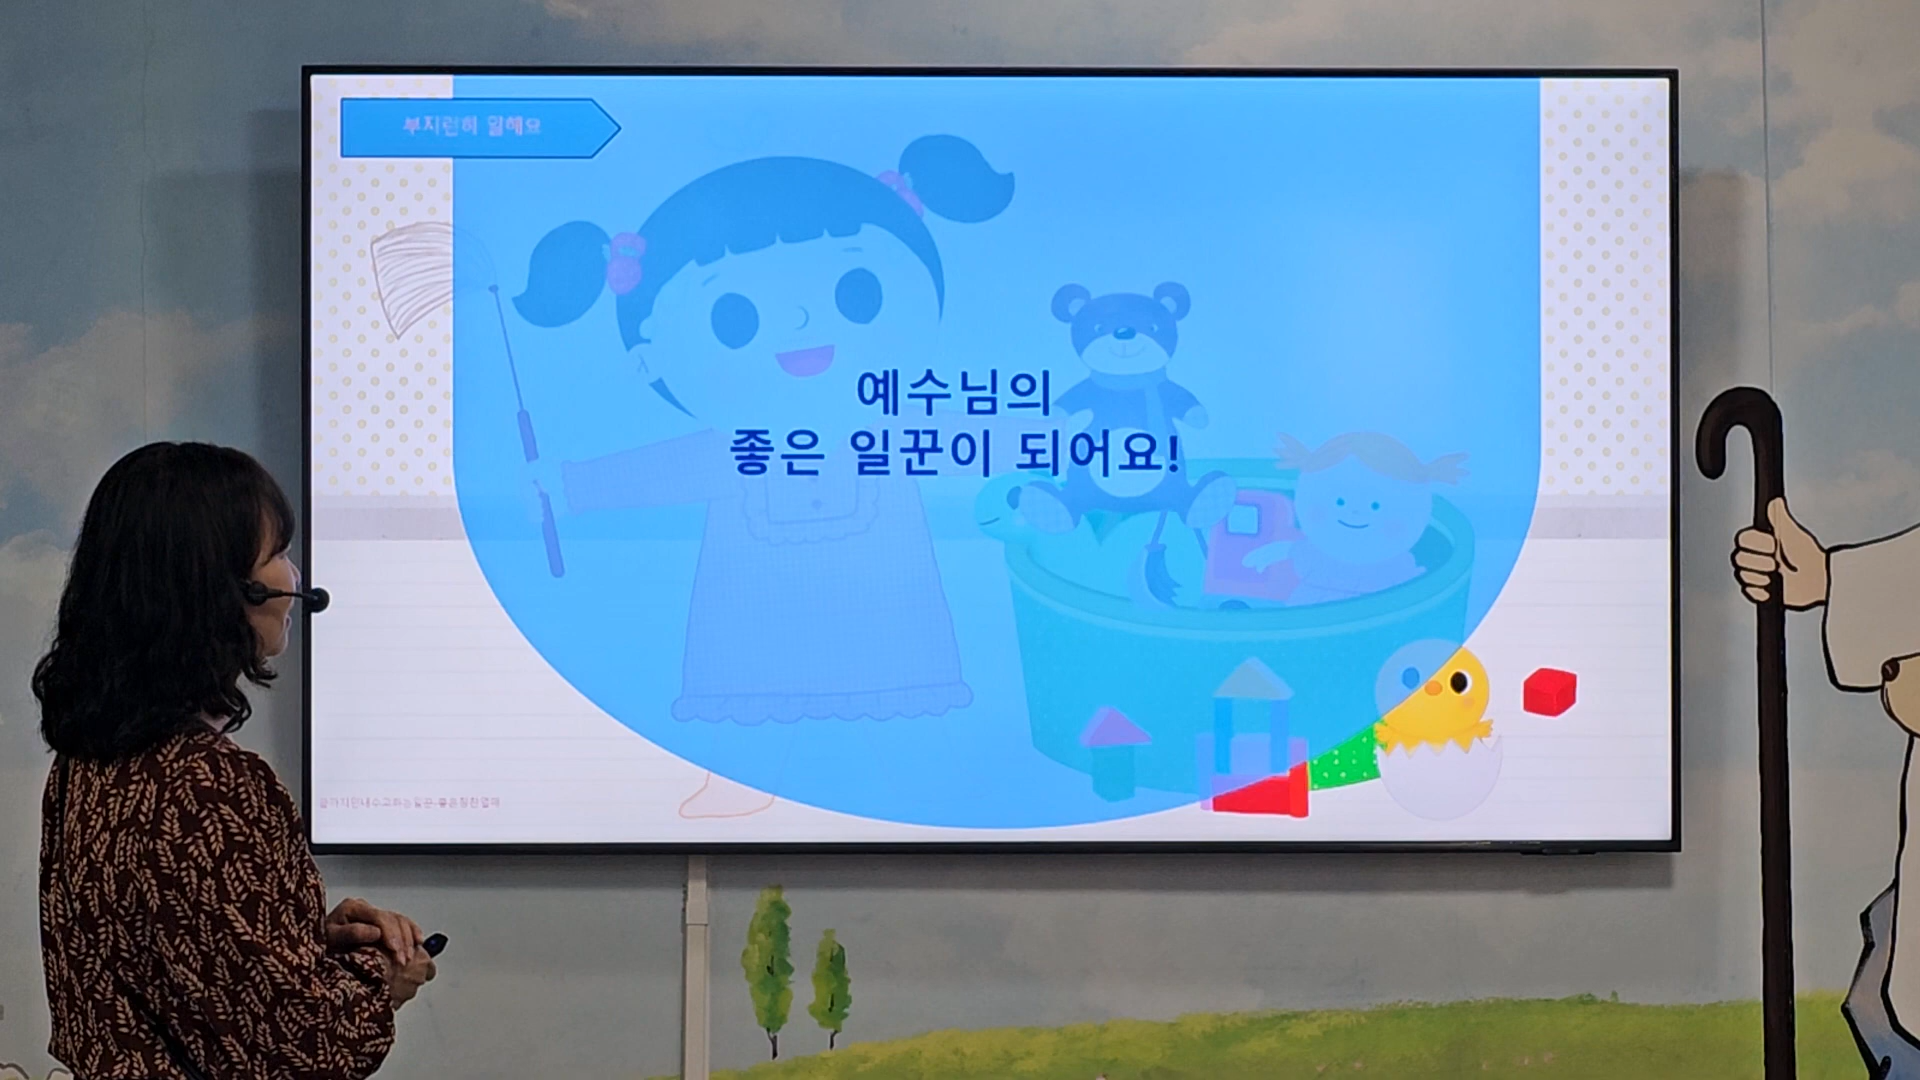 부지런히 일해요
예수님의
좋은 일꾼이 되어요!